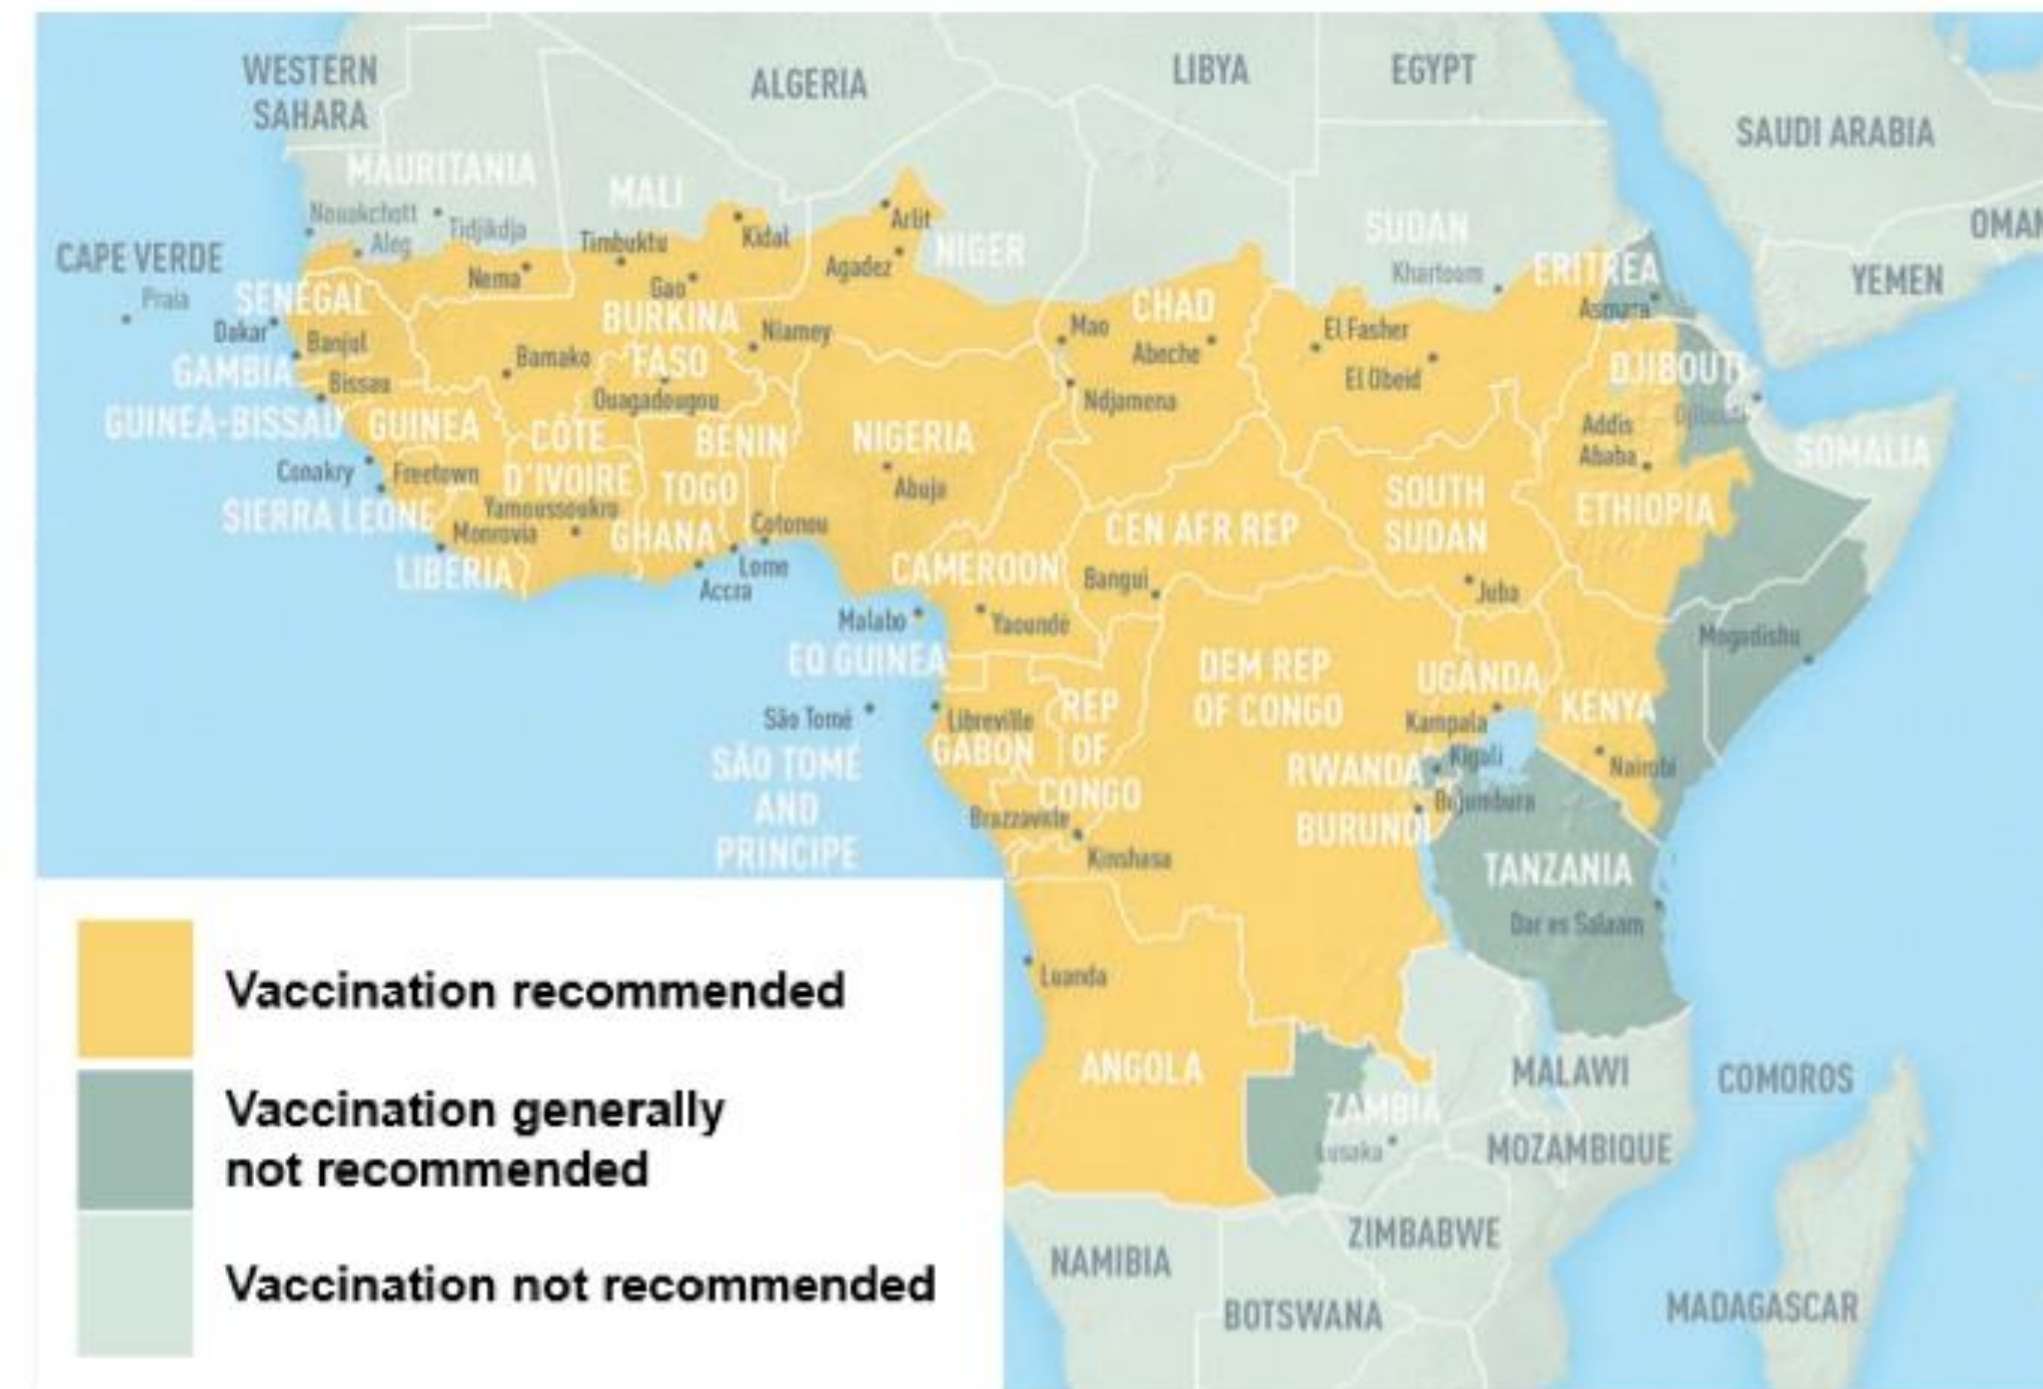 WESTERN
SAHARA
ALGERIA
LIBYA
EGYPT
SAUDI ARABIA
OMAN
YEMEN
MAURITANIA
Nouakchott
Tidjikdja
Aleg
Nema
MALI
Timbuktu
Kidal
Gao
Arlit
Agadez
NIGER
SUDAN
Khartoum
ERITREA
Asmara
CAPE VERDE
Praia
SENEGAL
Dakar
Banjul
GAMBIA
Bissau
GUINEA-BISSAU
GUINEA
Conakry
Freetown
SIERRA LEONE
Monrovia
LIBERIA
Bamako
BURKINA
FASO
Ouagadougou
Niamey
CÔTE
D'IVOIRE
Yamoussoukro
BENIN
TOGO
GHANA
Cotonou
Lome
Accra
NIGERIA
Abuja
CHAD
Mao
Abeche
Ndjamena
El Fasher
El Obeid
DJIBOUTI
Djibouti
Addis
Ababa
ETHIOPIA
SOMALIA
Mogadishu
SOUTH
SUDAN
Juba
CEN AFR REP
Bangui
CAMEROON
Yaoundé
Malabo
EQ GUINEA
São Tomé
SÃO TOMÉ
AND
PRINCIPE
Libreville
GABON
REP
OF
CONGO
Brazzaville
Kinshasa
DEM REP
OF CONGO
UGANDA
Kampala
KENYA
Nairobi
RWANDA
Kigali
Bujumbura
BURUNDI
TANZANIA
Dar es Salaam
Luanda
ANGOLA
ZAMBIA
Lusaka
MALAWI
MOZAMBIQUE
COMOROS
ZIMBABWE
NAMIBIA
BOTSWANA
MADAGASCAR
Vaccination recommended
Vaccination generally
not recommended
Vaccination not recommended